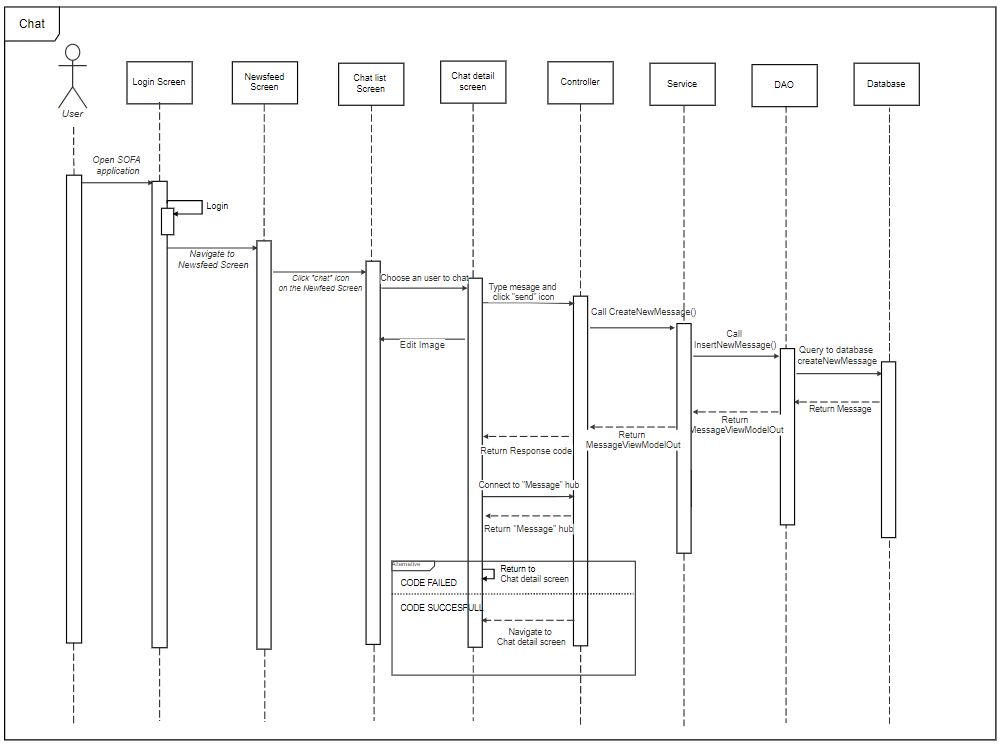 Chat
User
Login Screen
Newsfeed
Screen
Chat list
Screen
Chat detail
screen
Controller
Service
DAO
Database
Open SOFA
application
Login
Navigate to
Newsfeed Screen
Click "chat" icon
on the Newfeed Screen
Choose an user to chat
Type mesage and
click "send" icon
Call CreateNewMessage()
Call
InsertNewMessage()
Query to database
createNewMessage
Edit Image
Return Message
Return
MessageViewModelOut
Return
MessageViewModelOut
Return Response code
Connect to "Message" hub
Return "Message" hub
Alternative
Return to
Chat detail screen
CODE FAILED
CODE SUCCESFULL
Navigate to
Chat detail screen